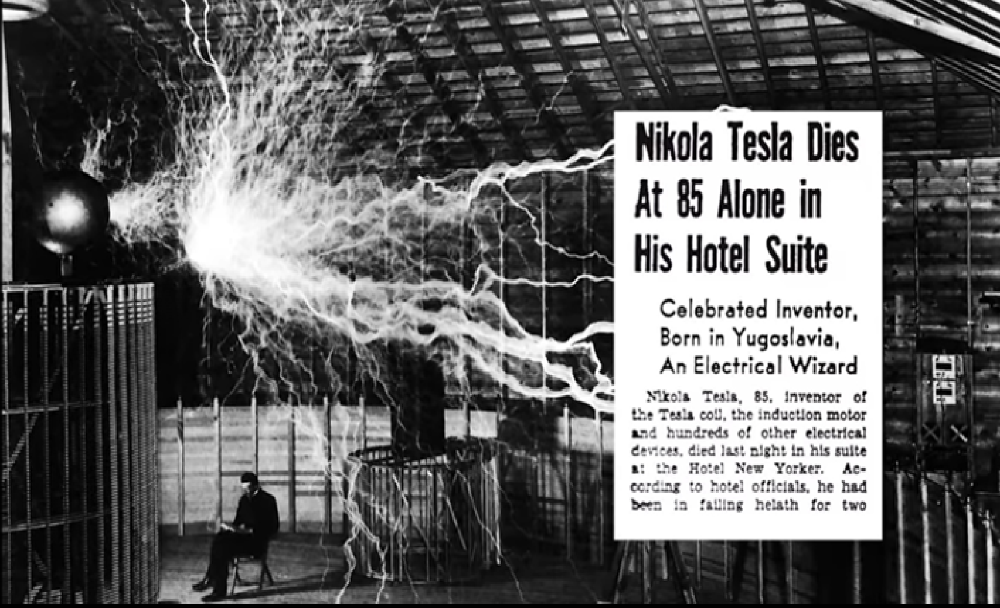 Nikola Tesla Dies
At 85 Alone in
His Hotel Suite
Celebrated Inventor,
Born in Yugoslavia,
An Electrical Wizard
Nikola Tesla, 85, inventor of
the Tesla coil, the induction motor
and hundreds of other electrical
devices, died last night in his suite
at the Hotel New Yorker. Ac-
cording to hotel officials, he had
been in failing helath for two